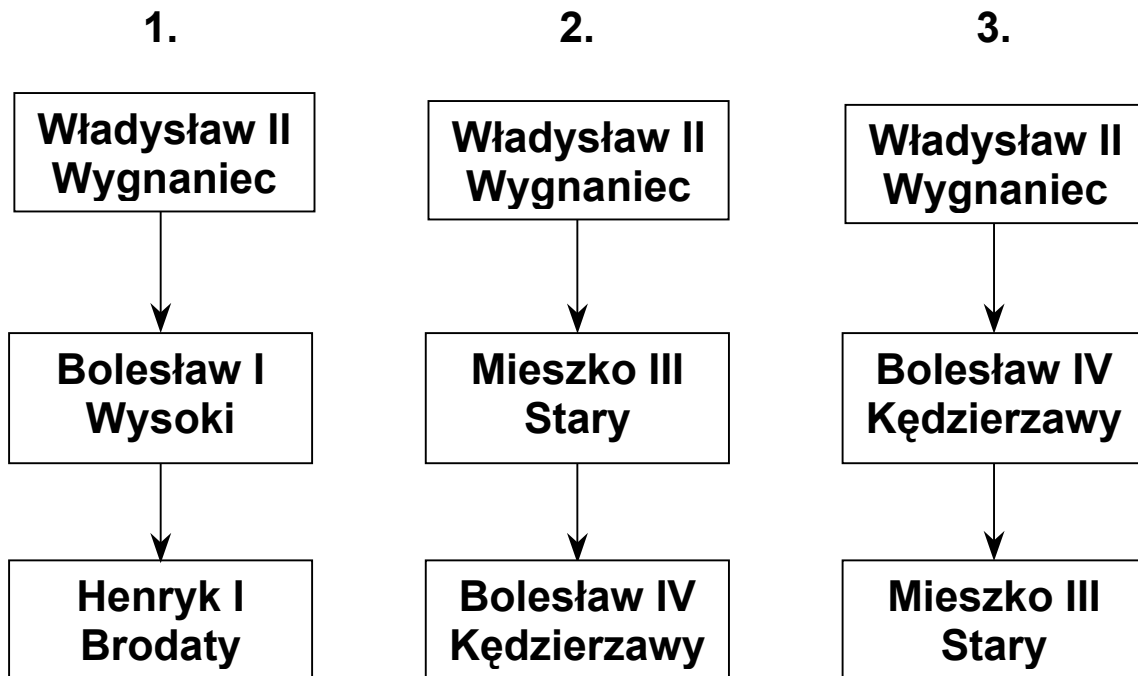 1.
Władysław II
Wygnaniec
Bolesław I
Wysoki
Henryk I
Brodaty
2.
Władysław II
Wygnaniec
Mieszko III
Stary
Bolesław IV
Kędzierzawy
3.
Władysław II
Wygnaniec
Bolesław IV
Kędzierzawy
Mieszko III
Stary